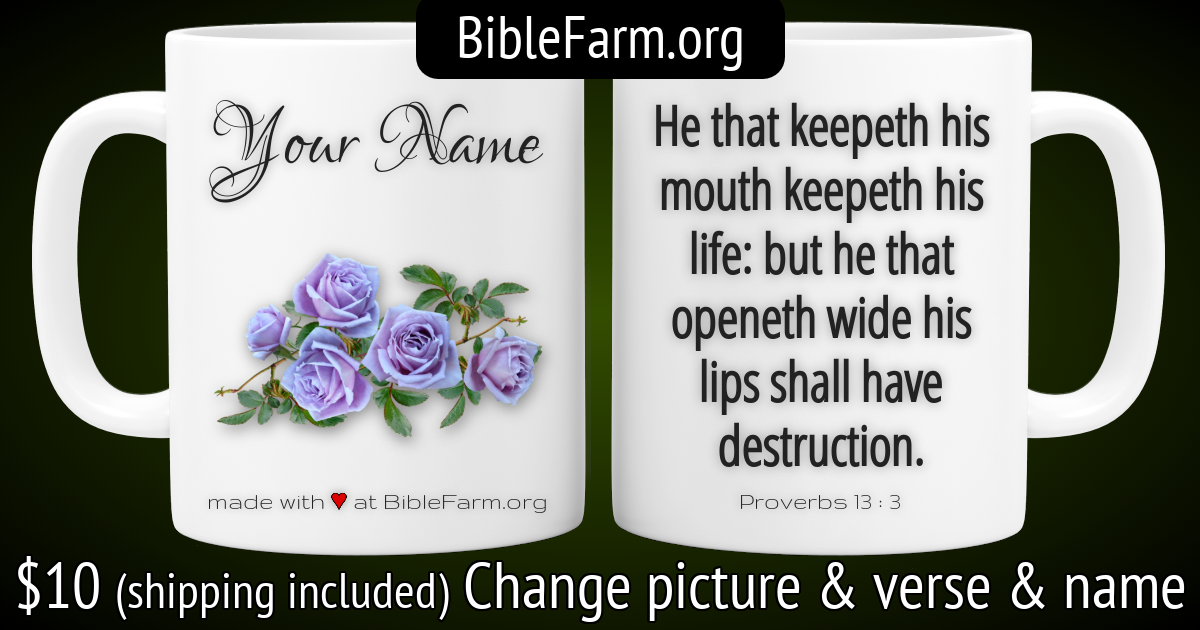 BibleFarm.org
Your Name
made with ♥ at BibleFarm.org
He that keepeth his
mouth keepeth his
life: but he that
openeth wide his
lips shall have
destruction.
Proverbs 13 : 3
$10 (shipping included) Change picture & verse & name